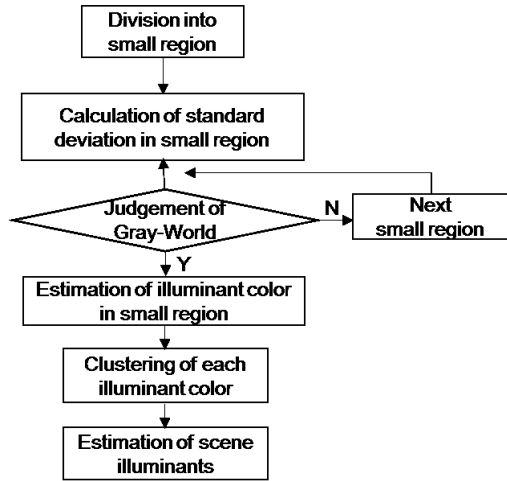 Division into
small region
Calculation of standard
deviation in small region
Judgement of
Gray-World
N
Next
small region
Y
Estimation of illuminant color
in small region
Clustering of each
illuminant color
Estimation of scene
illuminants